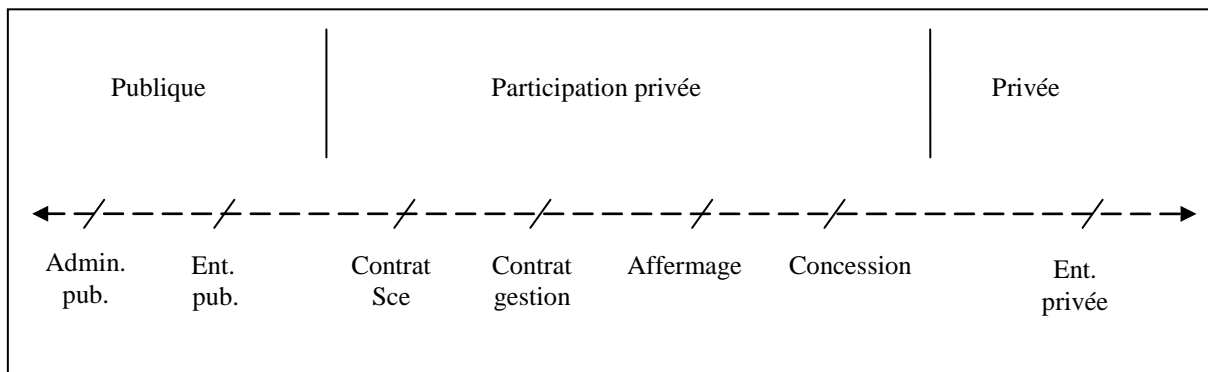 Publique Participation privée Privée
Admin. Ent. Contrat Contrat Affermage Concession Ent.
pub. pub. Sce gestion privée